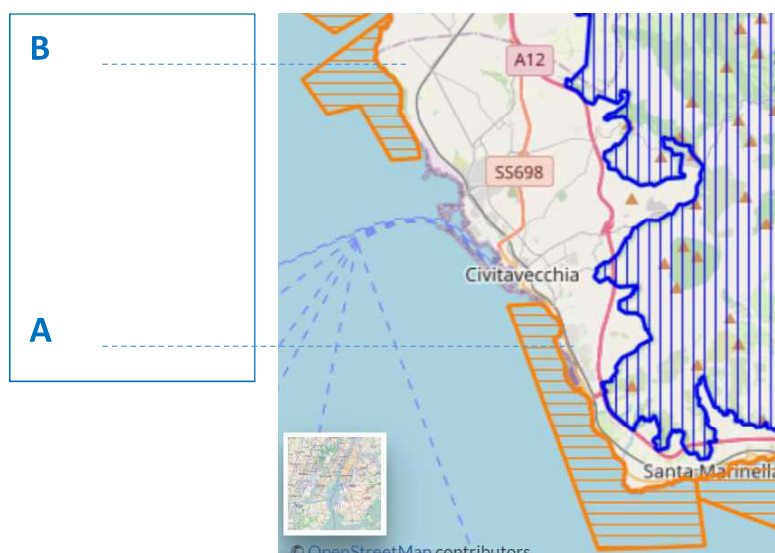 B
A12
SS698
Civitavecchia
A
Santa Marinella
© OpenStreetMap contributors